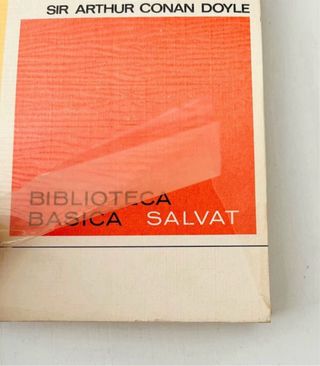 SIR ARTHUR CONAN DOYLE
BIBLIOTECA
BASICA SALVAT